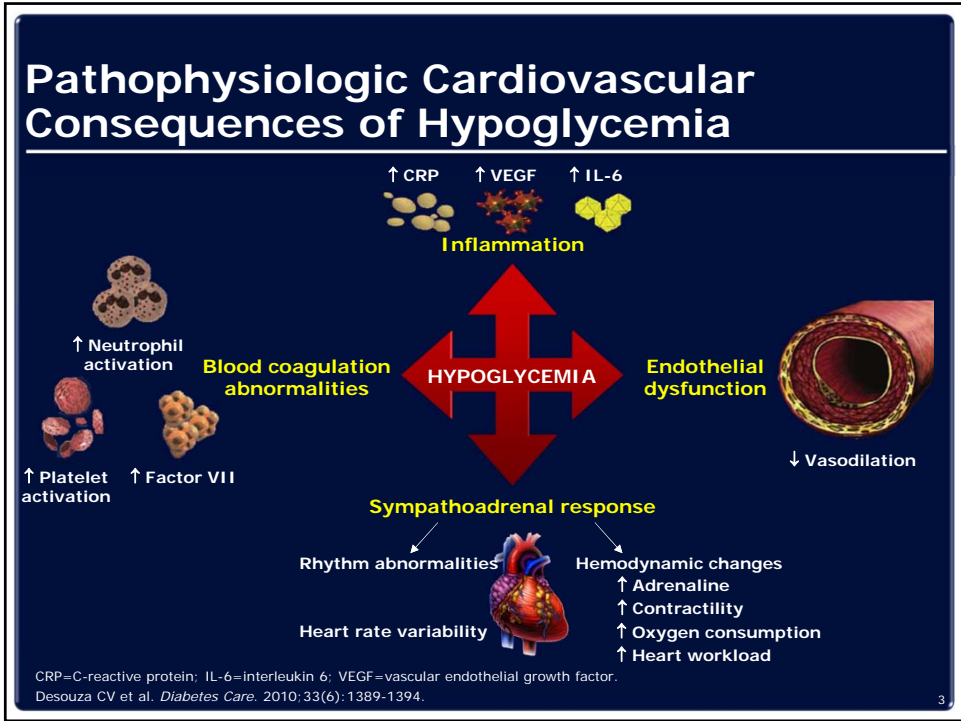 Pathophysiologic Cardiovascular
Consequences of Hypoglycemia
↑ CRP
↑ VEGF
↑ IL-6
Inflammation
↑ Neutrophil
activation
Blood coagulation
abnormalities
HYPOGLYCEMIA
Endothelial
dysfunction
↑ Platelet
activation
↑ Factor VII
↓ Vasodilation
Sympathoadrenal response
Rhythm abnormalities
Heart rate variability
Hemodynamic changes
↑ Adrenaline
↑ Contractility
↑ Oxygen consumption
↑ Heart workload
CRP=C-reactive protein; IL-6=interleukin 6; VEGF=vascular endothelial growth factor.
Desouza CV et al. Diabetes Care. 2010;33(6):1389-1394.
3